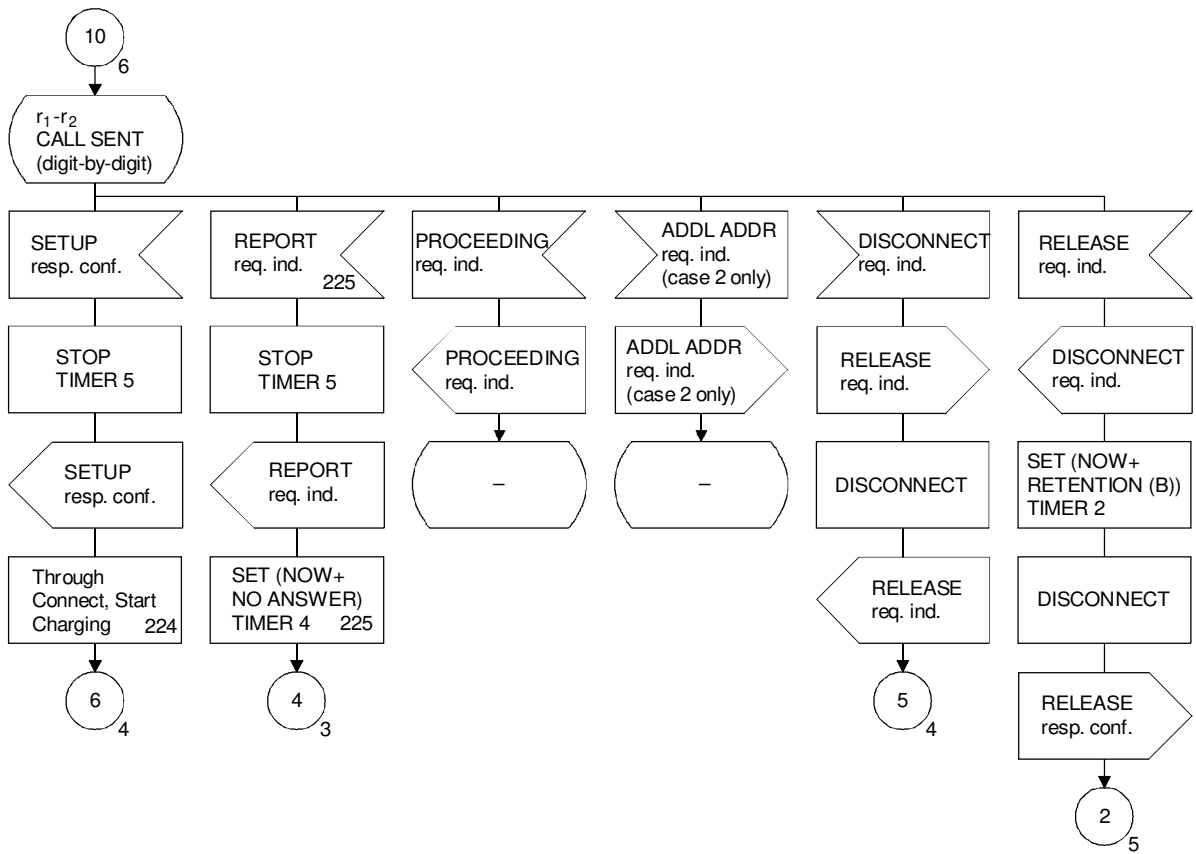 10
6
r1-r2
CALL SENT
(digit-by-digit)
SETUP
resp. conf.
STOP
TIMER 5
SETUP
resp. conf.
Through
Connect, Start
Charging 224
6
4
REPORT
req. ind.
225
STOP
TIMER 5
REPORT
req. ind.
SET (NOW+
NO ANSWER)
TIMER 4 225
4
3
PROCEEDING
req. ind.
PROCEEDING
req. ind.
–
ADDL ADDR
req. ind.
(case 2 only)
ADDL ADDR
req. ind.
(case 2 only)
–
DISCONNECT
req. ind.
RELEASE
req. ind.
DISCONNECT
RELEASE
req. ind.
5
4
RELEASE
req. ind.
DISCONNECT
req. ind.
SET (NOW+
RETENTION (B))
TIMER 2
DISCONNECT
RELEASE
resp. conf.
2
5